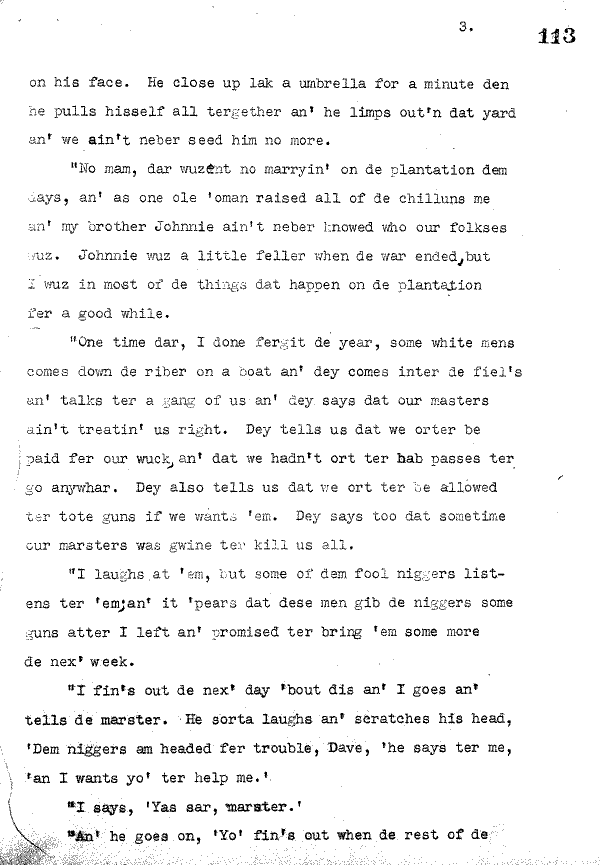 3.
113
on his face. He close up lak a umbrella for a minute den
he pulls hisself all tergether an' he limps out'n dat yard
an' we ain't neber seed him no more.
"No mam, dar wuzent no marryin' on de plantation dem
days, an' as one ole 'oman raised all of de chilluns me
an' my brother Johnnie ain't neber knowed who our folkses
wuz. Johnnie wuz a little feller when de war ended, but
I wuz in most of de things dat happen on de plantation
fer a good while.
"One time dar, I done fergit de year, some white mens
comes down de riber on a boat an' dey comes inter de fiel's
an' talks ter a gang of us an' dey says dat our masters
ain't treatin' us right. Dey tells us dat we orter be
paid fer our wuck, an' dat we hadn't ort ter hab passes ter
go anywhar. Dey also tells us dat we ort ter be allowed
ter tote guns if we wants 'em. Dey says too dat sometime
our marsters was gwine ter kill us all.
"I laughs at 'em, but some of dem fool niggers list-
ens ter 'em; an' it 'pears dat dese men gib de niggers some
guns atter I left an' promised ter bring 'em some more
de nex' week.
"I fin's out de nex' day 'bout dis an' I goes an'
tells de marster. He sorta laughs an' scratches his head,
'Dem niggers am headed fer trouble, Dave, 'he says ter me,
'an I wants yo' ter help me.'
"I says, 'Yas sar, marster.'
"An' he goes on, 'Yo' fin's out when de rest of de